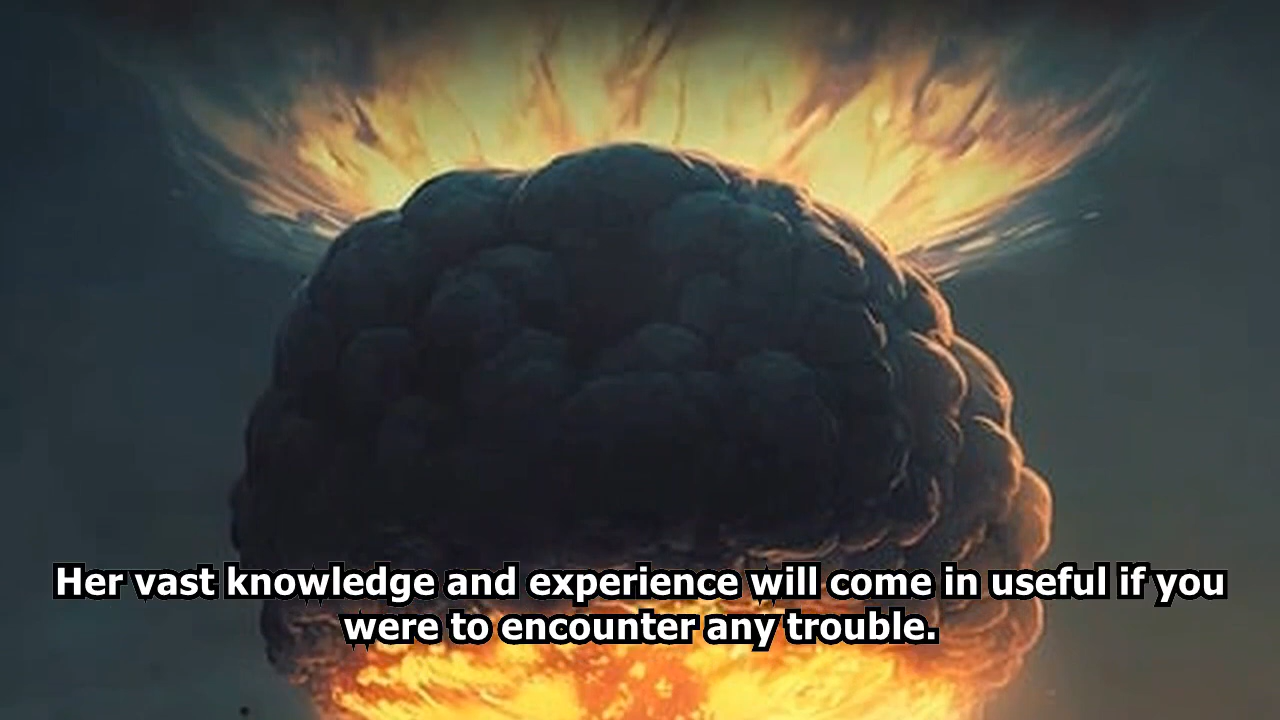 Her vast knowledge and experience will come in useful if you
were to encounter any trouble.